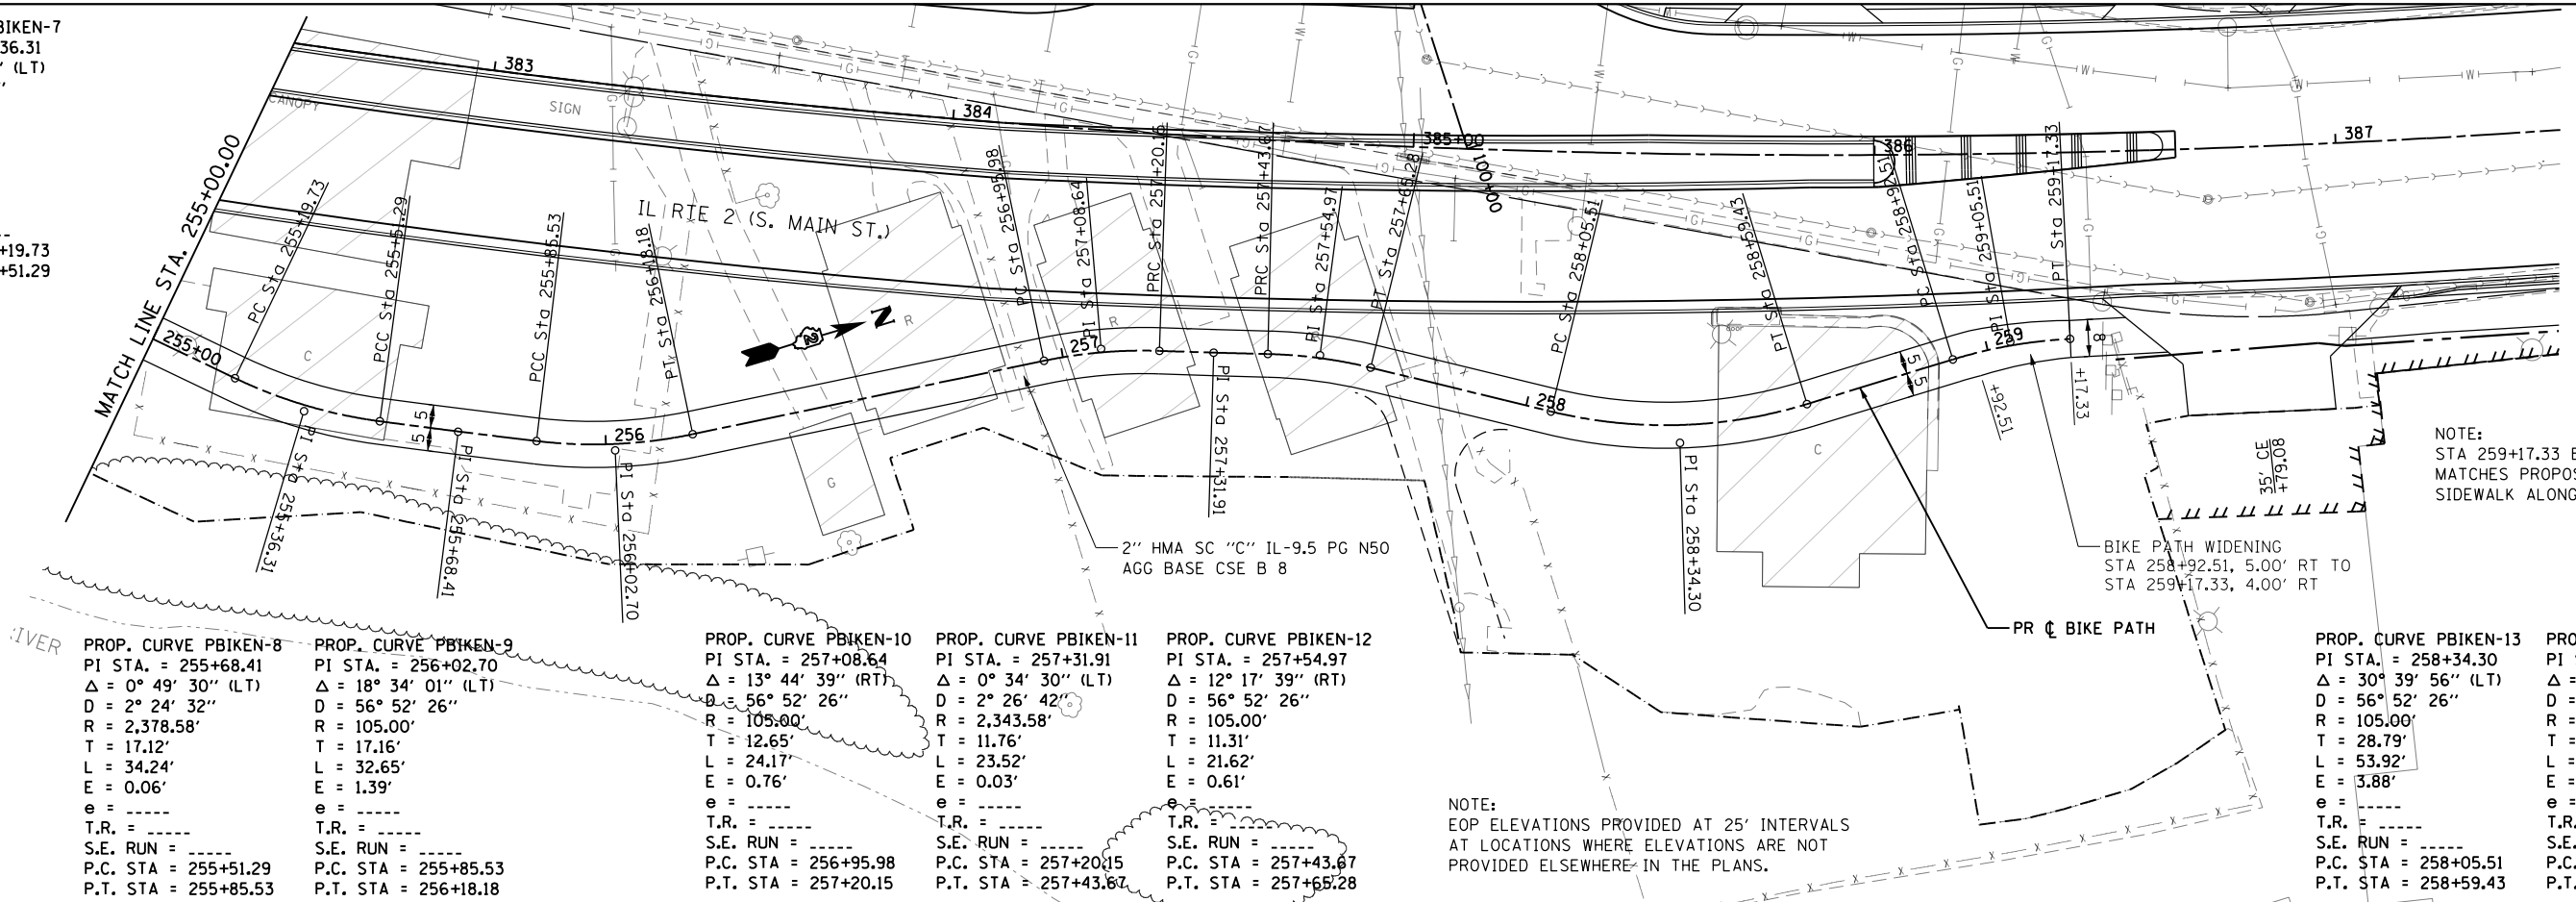 BIKEN-7
36.31
' (LT)
+19.73
+51.29
MATCH LINE STA. 255+00.00
CANOPY
SIGN
383
384
385+00
386
387
100+00
IL RTE 2 (S. MAIN ST.)
N
PC Sta 255+19.73
PCC Sta 255+51.29
PCC Sta 255+85.53
PT Sta 256+18.18
PC Sta 256+95.98
PI Sta 257+08.64
PRC Sta 257+20.15
PRC Sta 257+43.67
PI Sta 257+54.97
PT Sta 257+65.28
PC Sta 258+05.51
PT Sta 258+59.43
PC Sta 258+92.51
PI Sta 259+05.51
PT Sta 259+17.33
255+00
256
257
258
259
5
5
5
5
8
C
G
R
R
C
+92.51
+17.33
PI Sta 255+36.31
PI Sta 255+68.41
PI Sta 256+02.70
PI Sta 257+31.91
PI Sta 258+34.30
2" HMA SC "C" IL-9.5 PG N50
AGG BASE CSE B 8
BIKE PATH WIDENING
STA 258+92.51, 5.00' RT TO
STA 259+17.33, 4.00' RT
PR ℄ BIKE PATH
35' CE
+79.08
NOTE:
STA 259+17.33
MATCHES PROPOS
SIDEWALK ALONG
IVER
PROP. CURVE PBIKEN-8
PI STA. = 255+68.41
Δ = 0° 49' 30" (LT)
D = 2° 24' 32"
R = 2,378.58'
T = 17.12'
L = 34.24'
E = 0.06'
e = -----
T.R. = -----
S.E. RUN = -----
P.C. STA = 255+51.29
P.T. STA = 255+85.53
PROP. CURVE PBIKEN-9
PI STA. = 256+02.70
Δ = 18° 34' 01" (LT)
D = 56° 52' 26"
R = 105.00'
T = 17.16'
L = 32.65'
E = 1.39'
e = -----
T.R. = -----
S.E. RUN = -----
P.C. STA = 255+85.53
P.T. STA = 256+18.18
PROP. CURVE PBIKEN-10
PI STA. = 257+08.64
Δ = 13° 44' 39" (RT)
D = 56° 52' 26"
R = 105.00'
T = 12.65'
L = 24.17'
E = 0.76'
e = -----
T.R. = -----
S.E. RUN = -----
P.C. STA = 256+95.98
P.T. STA = 257+20.15
PROP. CURVE PBIKEN-11
PI STA. = 257+31.91
Δ = 0° 34' 30" (LT)
D = 2° 26' 42"
R = 2,343.58'
T = 11.76'
L = 23.52'
E = 0.03'
e = -----
T.R. = -----
S.E. RUN = -----
P.C. STA = 257+20.15
P.T. STA = 257+43.67
PROP. CURVE PBIKEN-12
PI STA. = 257+54.97
Δ = 12° 17' 39" (RT)
D = 56° 52' 26"
R = 105.00'
T = 11.31'
L = 21.62'
E = 0.61'
e = -----
T.R. = -----
S.E. RUN = -----
P.C. STA = 257+43.67
P.T. STA = 257+65.28
NOTE:
EOP ELEVATIONS PROVIDED AT 25' INTERVALS
AT LOCATIONS WHERE ELEVATIONS ARE NOT
PROVIDED ELSEWHERE IN THE PLANS.
PROP. CURVE PBIKEN-13
PI STA. = 258+34.30
Δ = 30° 39' 56" (LT)
D = 56° 52' 26"
R = 105.00'
T = 28.79'
L = 53.92'
E = 3.88'
e = -----
T.R. = -----
S.E. RUN = -----
P.C. STA = 258+05.51
P.T. STA = 258+59.43
PRO
PI
Δ =
D =
R =
T =
L =
E =
e =
T.R.
S.E.
P.C.
P.T.